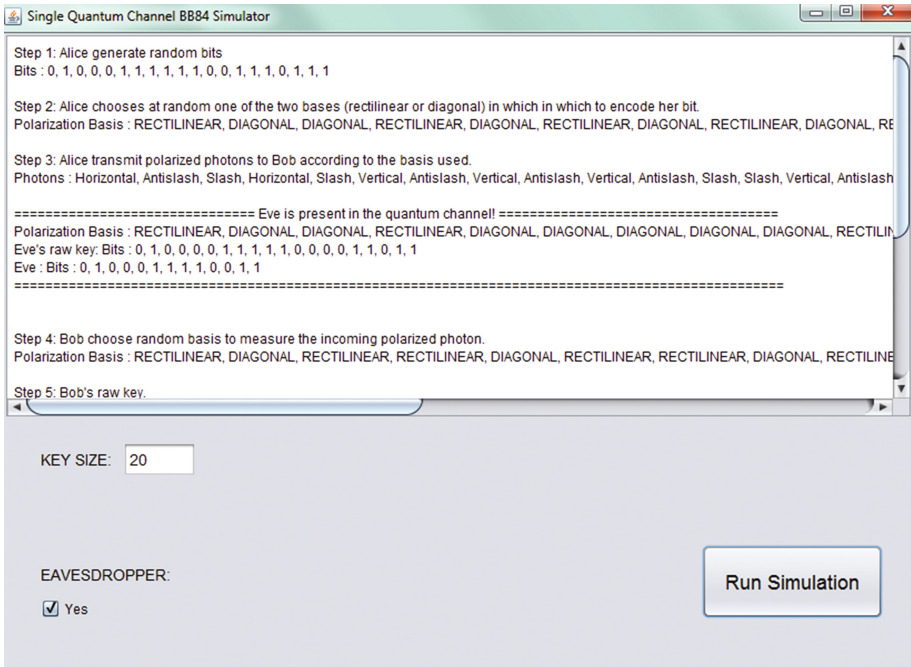 Single Quantum Channel BB84 Simulator
Step 1: Alice generate random bits
Bits : 0, 1, 0, 0, 0, 1, 1, 1, 1, 1, 1, 0, 0, 1, 1, 1, 0, 1, 1, 1
Step 2: Alice chooses at random one of the two bases (rectilinear or diagonal) in which in which to encode her bit.
Polarization Basis : RECTILINEAR, DIAGONAL, DIAGONAL, RECTILINEAR, DIAGONAL, RECTILINEAR, DIAGONAL, RECTILINEAR, DIAGONAL, RE
Step 3: Alice transmit polarized photons to Bob according to the basis used.
Photons : Horizontal, Antislash, Slash, Horizontal, Slash, Vertical, Antislash, Vertical, Antislash, Vertical, Antislash, Slash, Slash, Vertical, Antislash
============================== Eve is present in the quantum channel! ===================================
Polarization Basis : RECTILINEAR, DIAGONAL, DIAGONAL, RECTILINEAR, DIAGONAL, DIAGONAL, DIAGONAL, DIAGONAL, DIAGONAL, RECTILIN
Eve's raw key: Bits : 0, 1, 0, 0, 0, 0, 1, 1, 1, 1, 1, 0, 0, 0, 0, 1, 1, 0, 1, 1
Eve : Bits : 0, 1, 0, 0, 0, 1, 1, 1, 1, 0, 0, 1, 1
================================================================================================
Step 4: Bob choose random basis to measure the incoming polarized photon.
Polarization Basis : RECTILINEAR, DIAGONAL, RECTILINEAR, RECTILINEAR, DIAGONAL, RECTILINEAR, RECTILINEAR, DIAGONAL, RECTILINE
Step 5: Bob's raw key.
KEY SIZE: 20
EAVESDROPPER:
Yes
Run Simulation